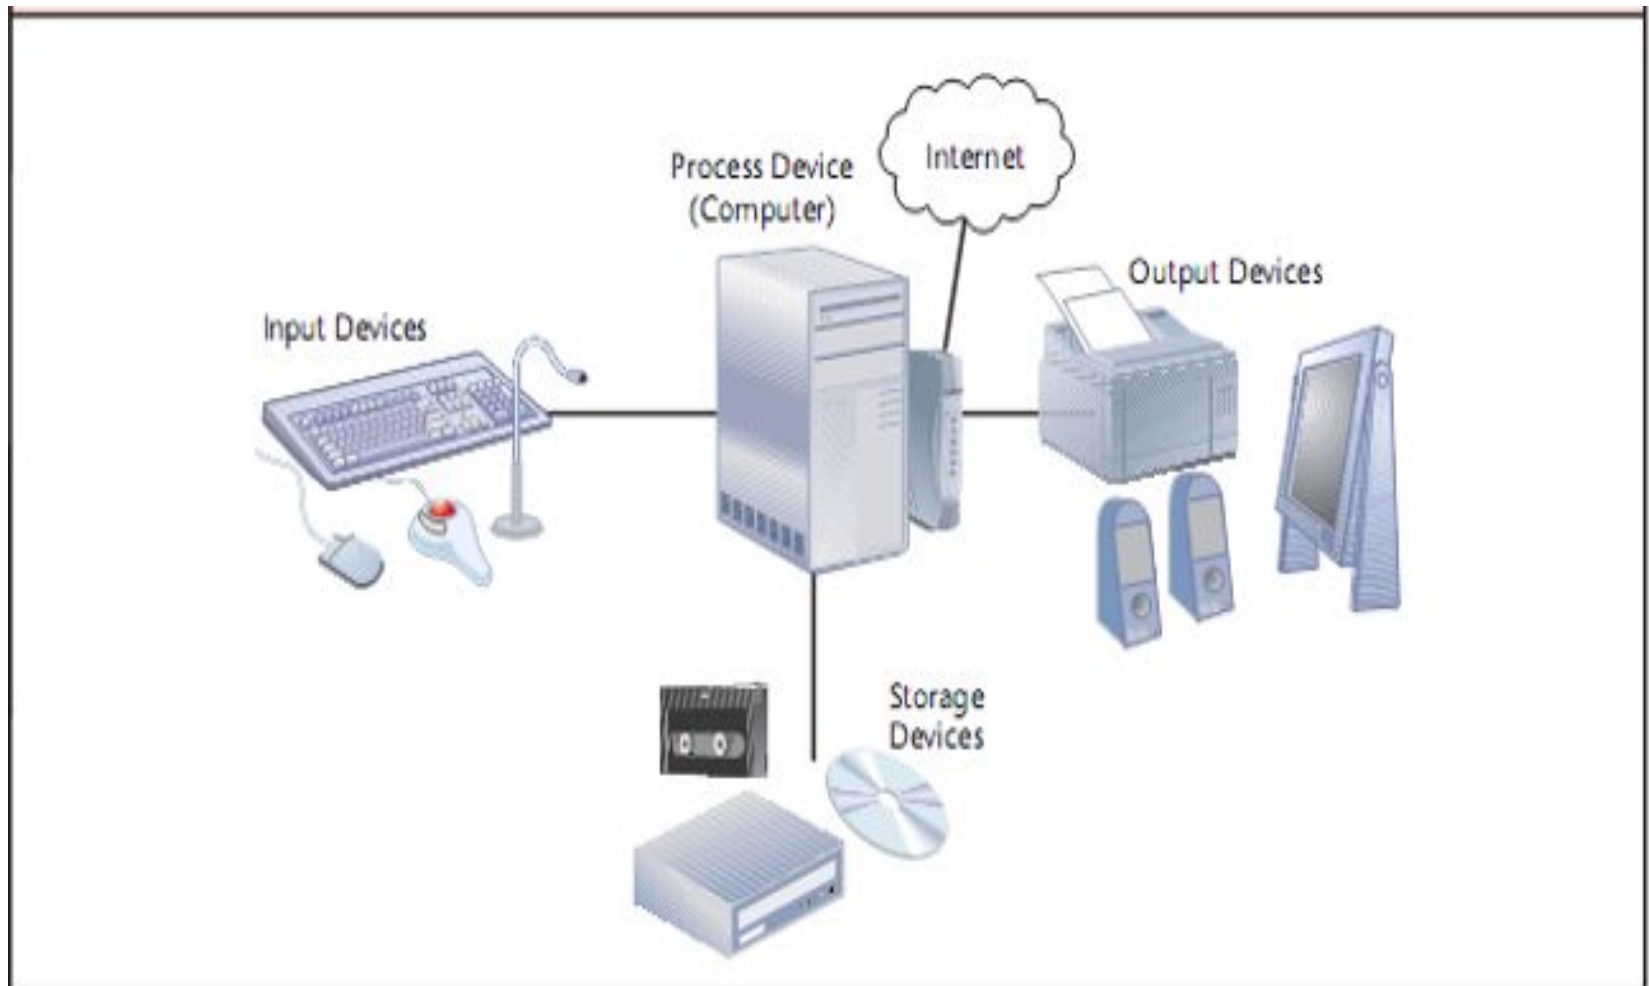 Internet
Process Device
(Computer)
Output Devices
Input Devices
Storage
Devices